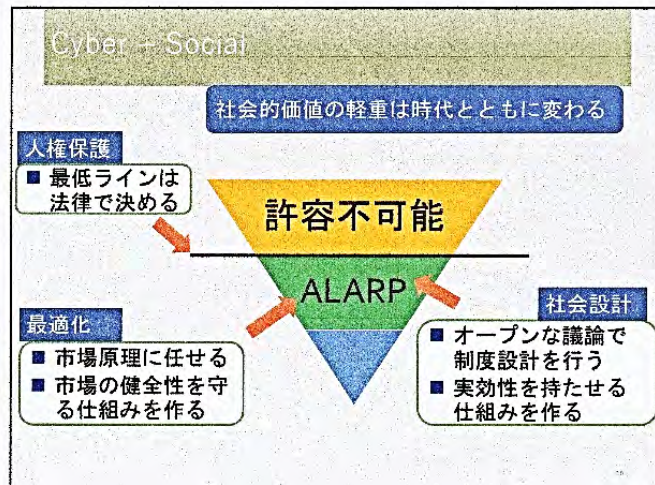 Cyber – Social
社会的価値の軽重は時代とともに変わる
人権保護
■ 最低ラインは
法律で決める
許容不可能
ALARP
最適化
■ 市場原理に任せる
■ 市場の健全性を守
る仕組みを作る
社会設計
■ オープンな議論で
制度設計を行う
■ 実効性を持たせる
仕組みを作る